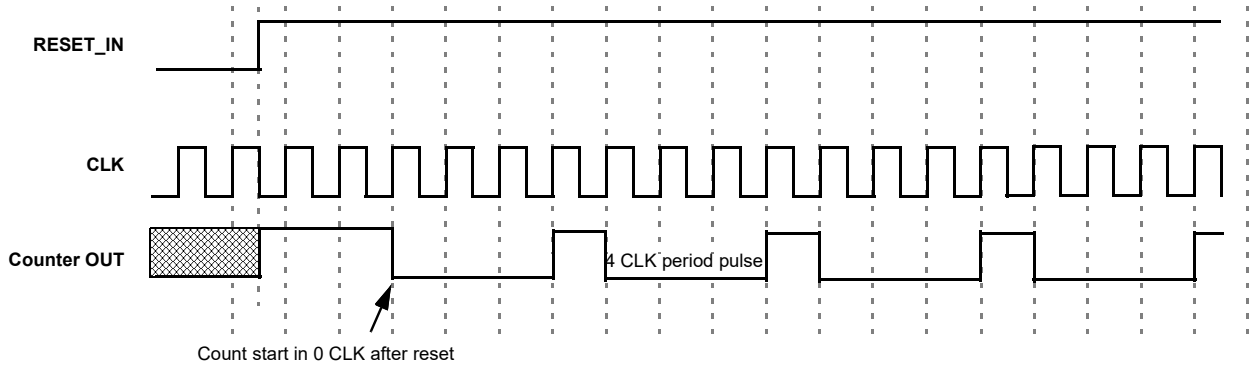 RESET_IN
CLK
Counter OUT
4 CLK period pulse
Count start in 0 CLK after reset